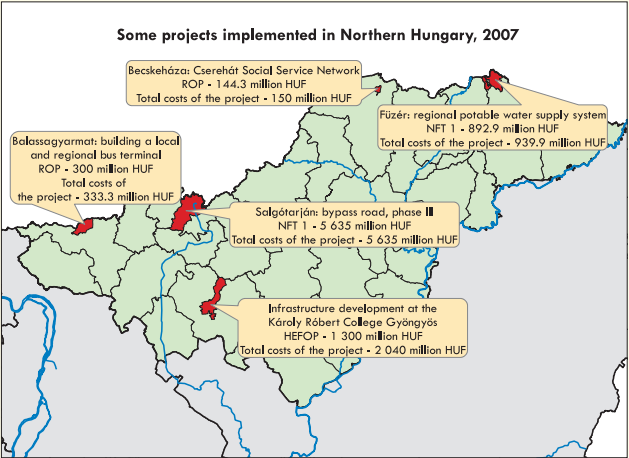 Some projects implemented in Northern Hungary, 2007
Becskeháza: Cserehát Social Service Network
ROP - 144.3 million HUF
Total costs of the project - 150 million HUF
Füzér: regional potable water supply system
NFT 1 - 892.9 million HUF
Total costs of the project - 939.9 million HUF
Balassagyarmat: building a local
and regional bus terminal
ROP - 300 million HUF
Total costs of
the project - 333.3 million HUF
Salgótarján: bypass road, phase III
NFT 1 - 5 635 million HUF
Total costs of the project - 5 635 million HUF
Infrastructure development at the
Károly Róbert College Gyöngyös
HEFOP - 1 300 million HUF
Total costs of the project - 2 040 million HUF